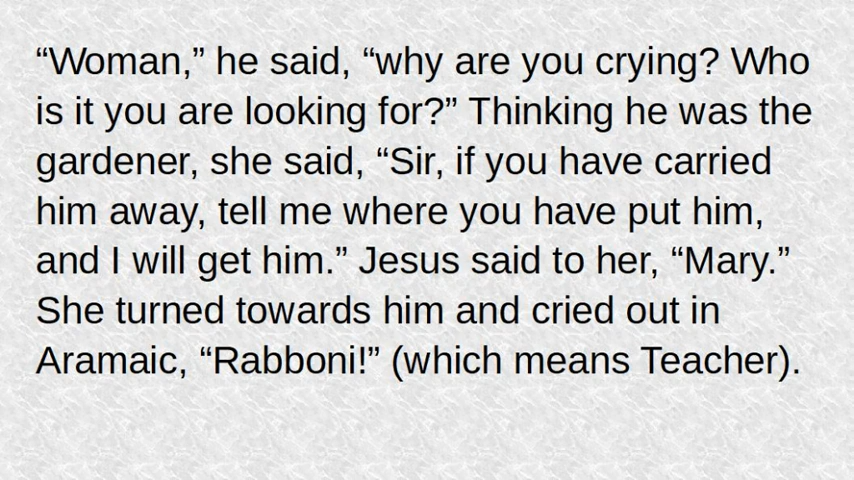 “Woman,” he said, “why are you crying? Who
is it you are looking for?” Thinking he was the
gardener, she said, “Sir, if you have carried
him away, tell me where you have put him,
and I will get him.” Jesus said to her, “Mary.”
She turned towards him and cried out in
Aramaic, “Rabboni!” (which means Teacher).